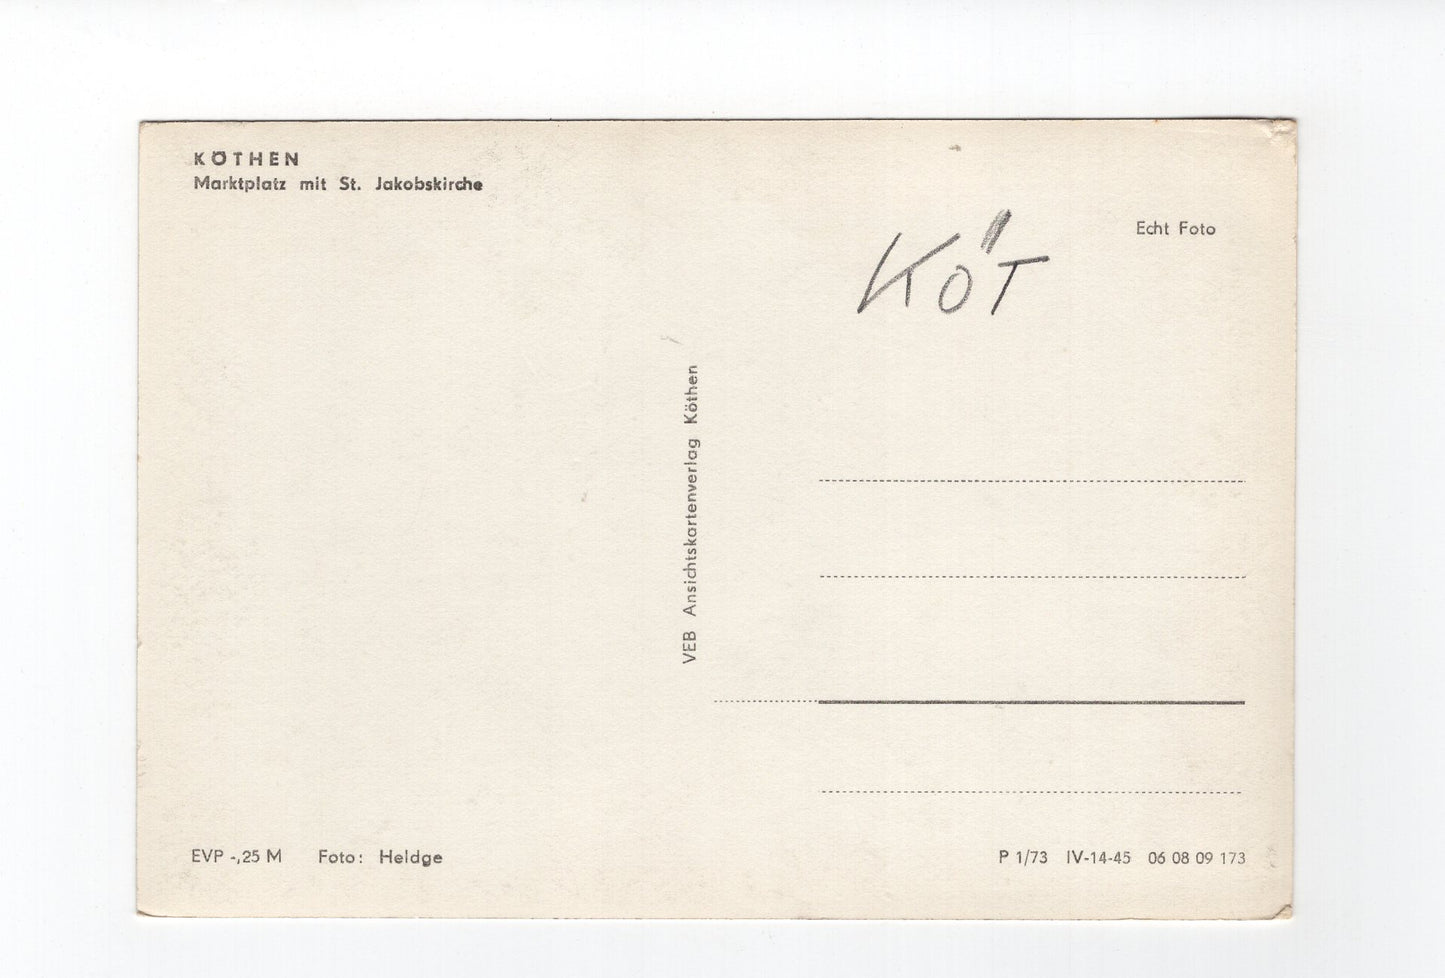 KÖTHEN
Marktplatz mit St. Jakobskirche
Echt Foto
KÖT
VEB Ansichtskartenverlag Köthen
EVP -,25 M Foto: Heldge
P 1/73 IV-14-45 06 08 09 173